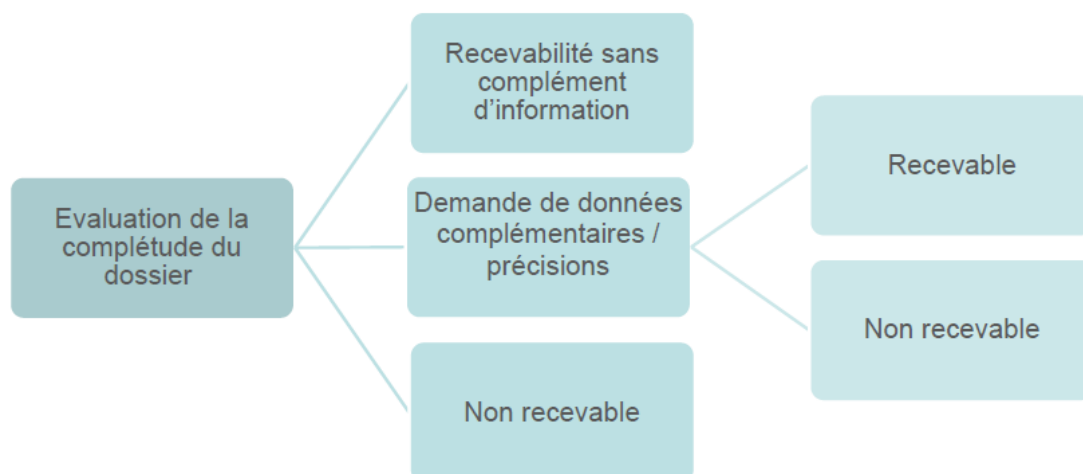 Evaluation de la
complétude du
dossier
Recevabilité sans
complément
d’information
Demande de données
complémentaires /
précisions
Non recevable
Recevable
Non recevable